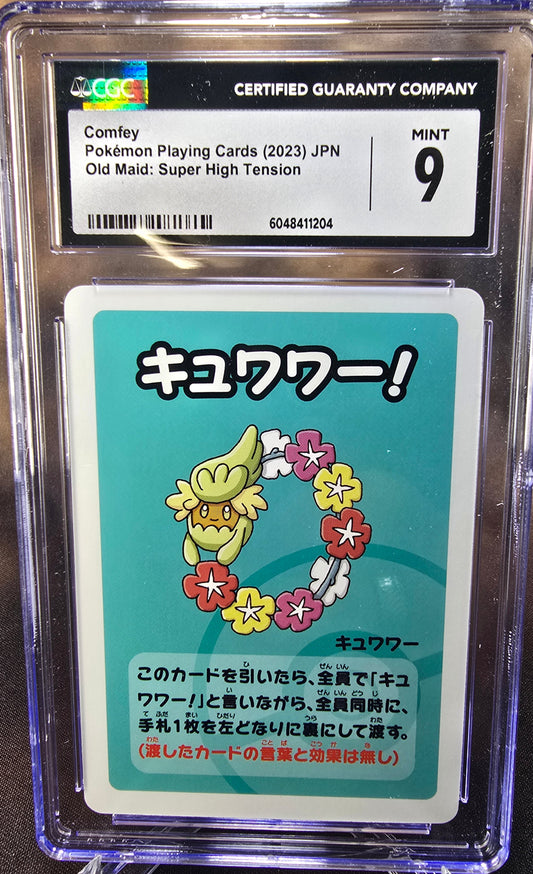 CGC
CERTIFIED GUARANTY COMPANY
Comfey
Pokémon Playing Cards (2023) JPN
Old Maid: Super High Tension
MINT
9
6048411204
キュワワー!
キュワワー
このカードを引いたら、全員で「キュ
ワワー!」と言いながら、全員同時に、
手札1枚を左どなりに裏にして渡す。
(渡したカードの言葉と効果は無し)